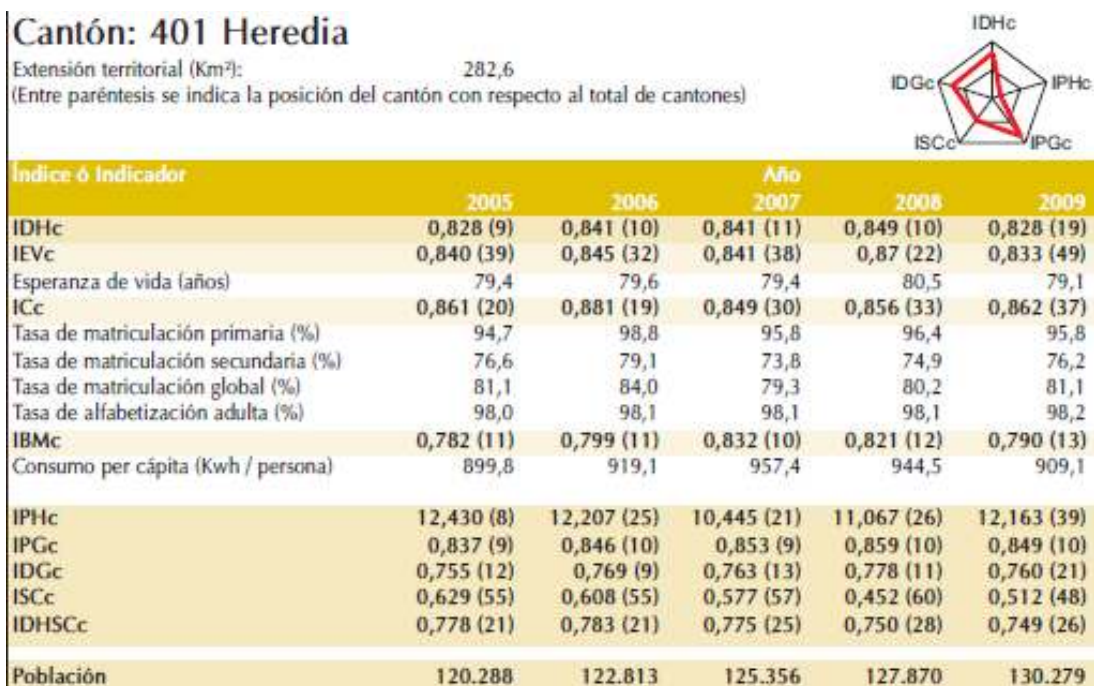 Cantón: 401 Heredia
Extensión territorial (Km²): 282,6
(Entre paréntesis se indica la posición del cantón con respecto al total de cantones)
IDHc
IDGc IPHc
ISCc IPGc
Índice ó Indicador Año
2005 2006 2007 2008 2009
IDHc 0,828 (9) 0,841 (10) 0,841 (11) 0,849 (10) 0,828 (19)
IEVc 0,840 (39) 0,845 (32) 0,841 (38) 0,87 (22) 0,833 (49)
Esperanza de vida (años) 79,4 79,6 79,4 80,5 79,1
ICc 0,861 (20) 0,881 (19) 0,849 (30) 0,856 (33) 0,862 (37)
Tasa de matriculación primaria (%) 94,7 98,8 95,8 96,4 95,8
Tasa de matriculación secundaria (%) 76,6 79,1 73,8 74,9 76,2
Tasa de matriculación global (%) 81,1 84,0 79,3 80,2 81,1
Tasa de alfabetización adulta (%) 98,0 98,1 98,1 98,1 98,2
IBMc 0,782 (11) 0,799 (11) 0,832 (10) 0,821 (12) 0,790 (13)
Consumo per cápita (Kwh / persona) 899,8 919,1 957,4 944,5 909,1
IPHc 12,430 (8) 12,207 (25) 10,445 (21) 11,067 (26) 12,163 (39)
IPGc 0,837 (9) 0,846 (10) 0,853 (9) 0,859 (10) 0,849 (10)
IDGc 0,755 (12) 0,769 (9) 0,763 (13) 0,778 (11) 0,760 (21)
ISCc 0,629 (55) 0,608 (55) 0,577 (57) 0,452 (60) 0,512 (48)
IDHSCc 0,778 (21) 0,783 (21) 0,775 (25) 0,750 (28) 0,749 (26)
Población 120.288 122.813 125.356 127.870 130.279